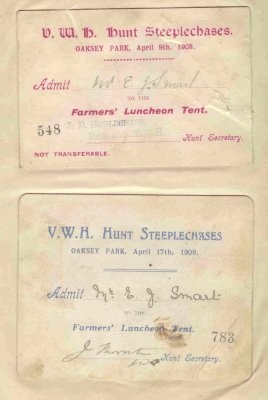 V. W. H. Hunt Steeplechases.
OAKSEY PARK, April 9th, 1908.
Admit Mr E J Smart
TO THE
Farmers' Luncheon Tent.
548
Hunt Secretary.
NOT TRANSFERABLE.
V.W.H. HUNT STEEPLECHASES
OAKSEY PARK, April 17th, 1909.
Admit Mr E. J. Smart
TO THE
Farmers' Luncheon Tent.
783
Hunt Secretary.